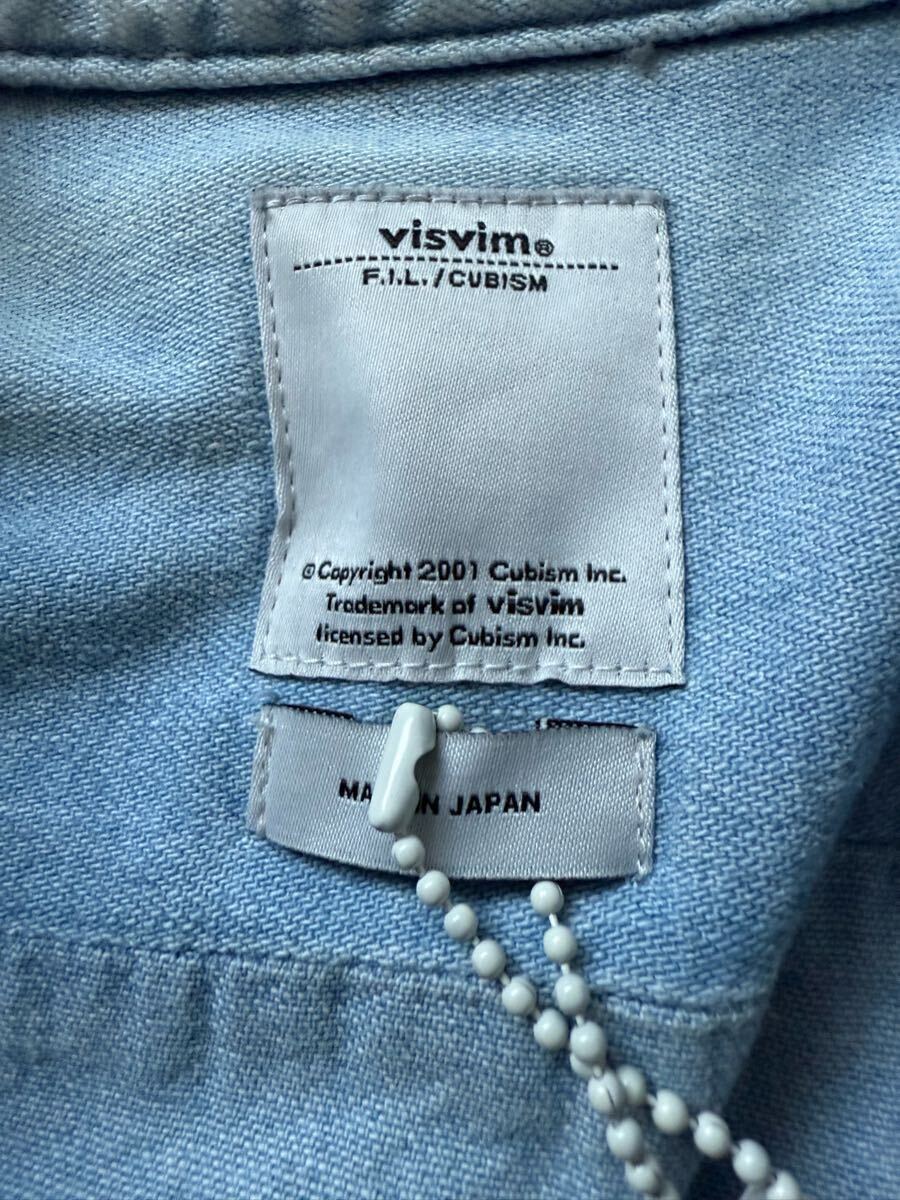 visvim®
F.I.L./CUBISM
© Copyright 2001 Cubism Inc.
Trademark of visvim
licensed by Cubism Inc.
JAPAN